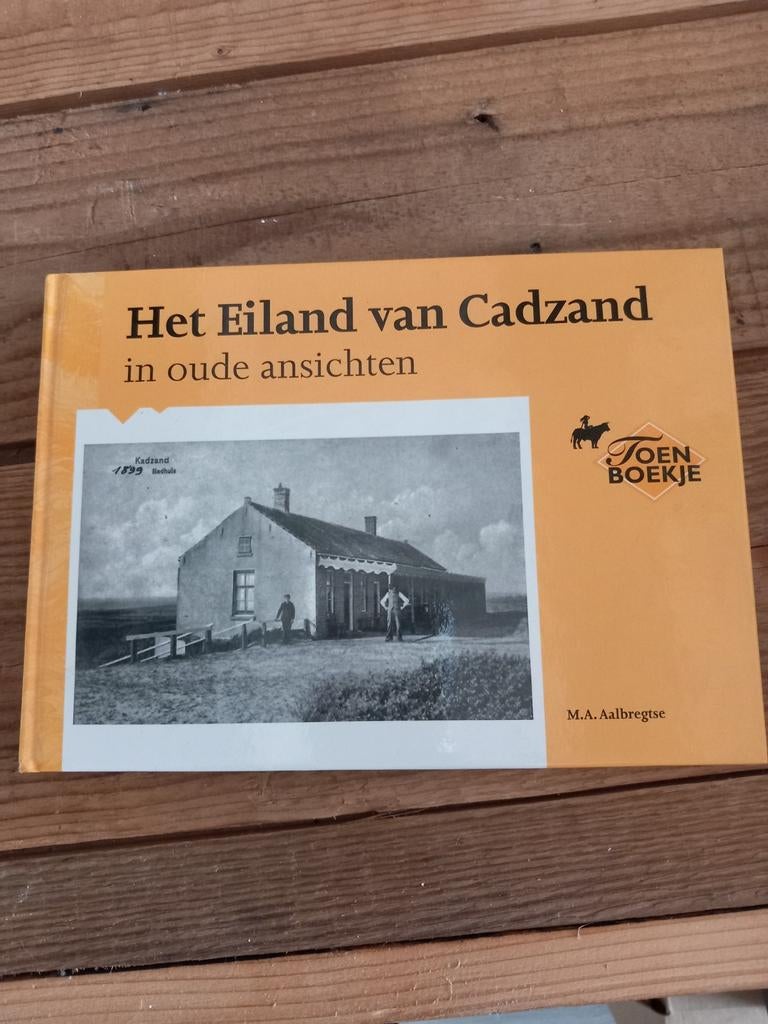 Het Eiland van Cadzand
in oude ansichten
Kadzand
1899 Badhuis
TOEN
BOEKJE
M.A. Aalbregtse